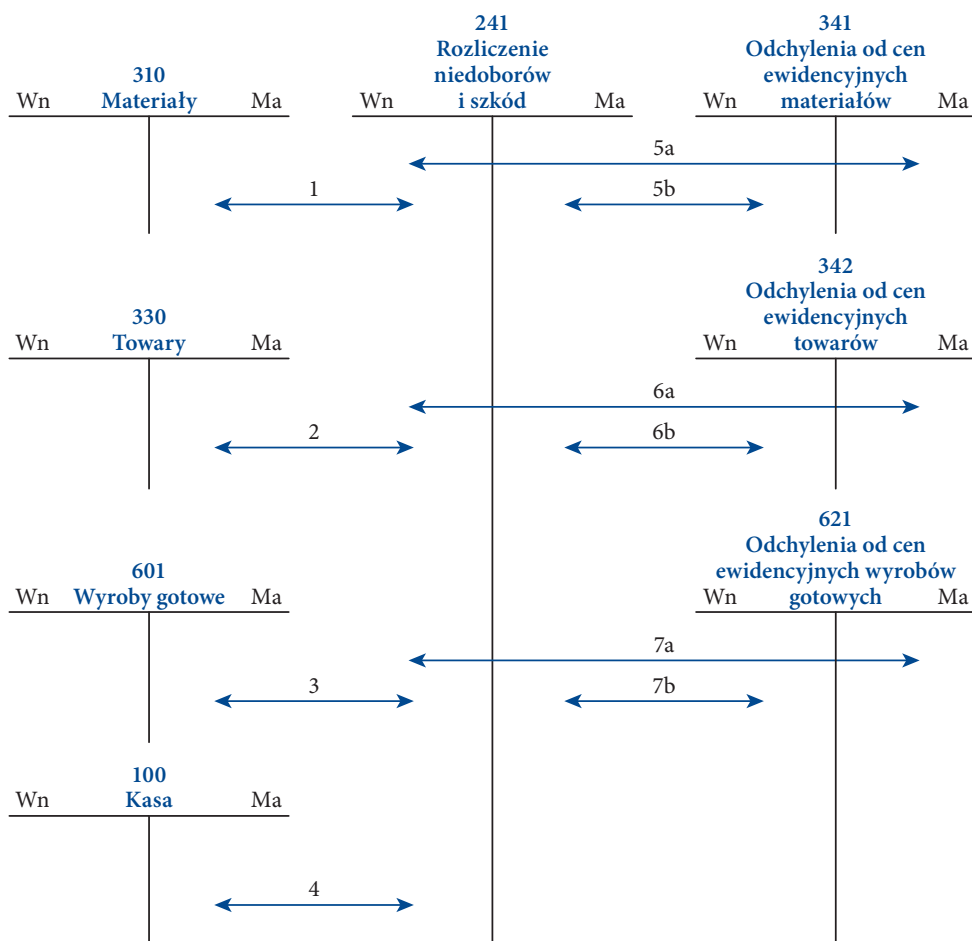 310
Materiały
Wn
Ma
241
Rozliczenie
niedoborów
i szkód
Wn
Ma
341
Odchylenia od cen
ewidencyjnych
materiałów
Wn
Ma
5a
1
5b
330
Towary
Wn
Ma
342
Odchylenia od cen
ewidencyjnych
towarów
Wn
Ma
6a
2
6b
601
Wyroby gotowe
Wn
Ma
621
Odchylenia od cen
ewidencyjnych wyrobów
gotowych
Wn
Ma
7a
3
7b
100
Kasa
Wn
Ma
4